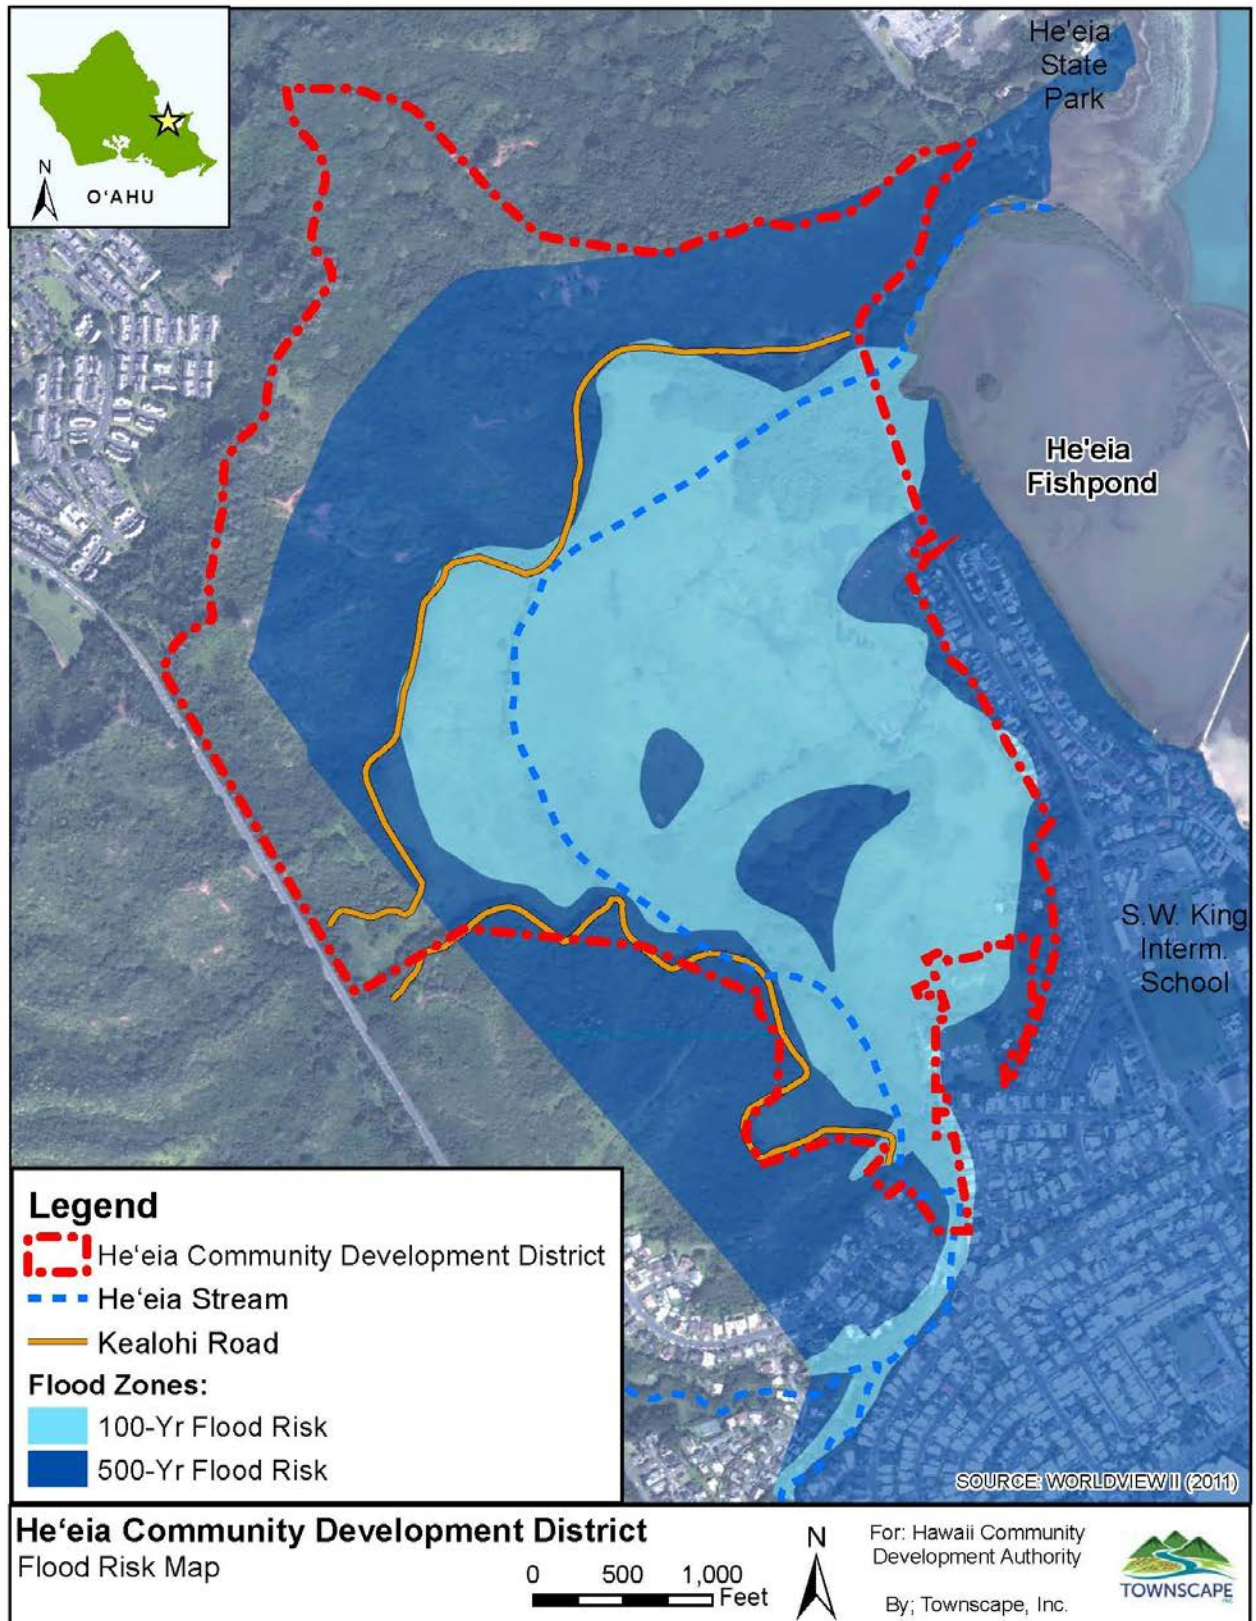 He'eia
State
Park
N
O‘AHU
He'eia
Fishpond
S.W. King
Interm.
School
Legend
He‘eia Community Development District
He‘eia Stream
Kealohi Road
Flood Zones:
100-Yr Flood Risk
500-Yr Flood Risk
SOURCE: WORLDVIEW II (2011)
He‘eia Community Development District
Flood Risk Map
0 500 1,000
Feet
N
For: Hawaii Community
Development Authority
By; Townscape, Inc.
TOWNSCAPE